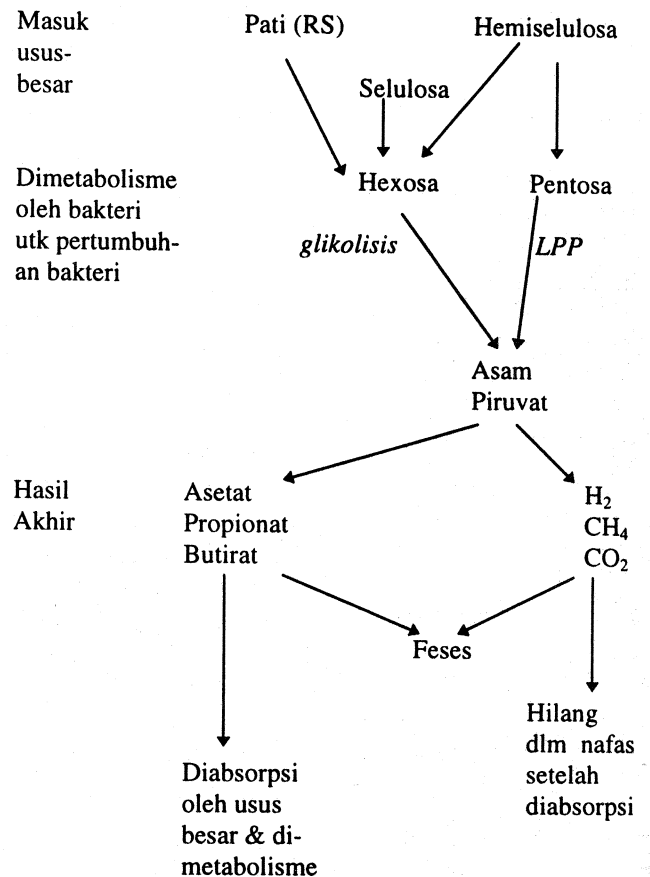 Masuk
usus-
besar
Pati (RS)
Hemiselulosa
Selulosa
Dimetabolisme
oleh bakteri
utk pertumbuh-
an bakteri
Hexosa
Pentosa
glikolisis
LPP
Asam
Piruvat
Hasil
Akhir
Asetat
Propionat
Butirat
H₂
CH₄
CO₂
Feses
Diabsorpsi
oleh usus
besar & di-
metabolisme
Hilang
dlm nafas
setelah
diabsorpsi